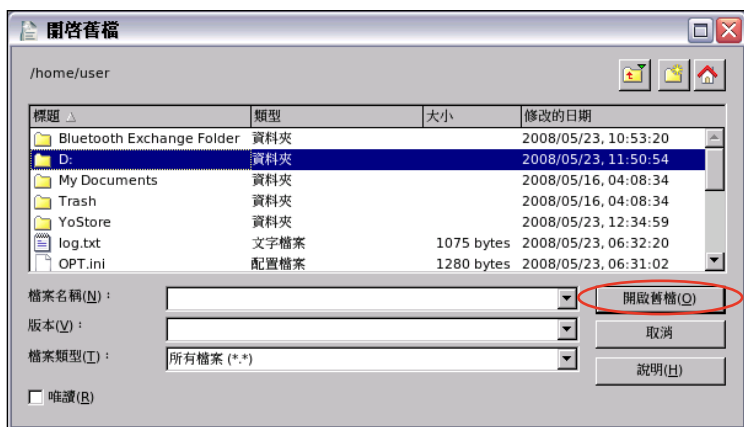 開啓舊檔
/home/user
標題 類型 大小 修改的日期
Bluetooth Exchange Folder 資料夾 2008/05/23, 10:53:20
D: 資料夾 2008/05/23, 11:50:54
My Documents 資料夾 2008/05/16, 04:08:34
Trash 資料夾 2008/05/16, 04:08:34
YoStore 資料夾 2008/05/23, 12:34:59
log.txt 文字檔案 1075 bytes 2008/05/23, 06:32:20
OPT.ini 配置檔案 1280 bytes 2008/05/23, 06:31:02
檔案名稱(N)： 開啟舊檔(O)
版本(V)： 取消
檔案類型(T)： 所有檔案 (*.*) 說明(H)
唯讀(R)